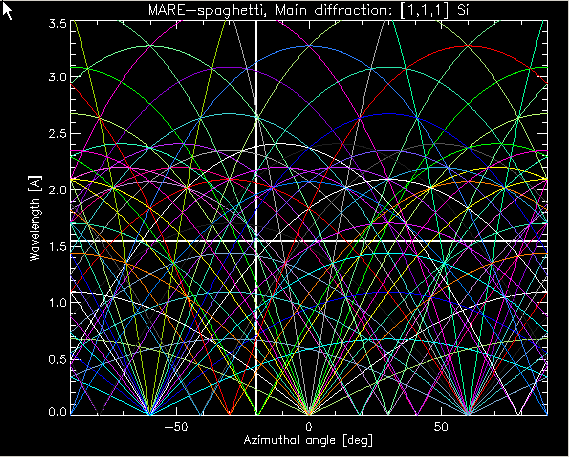 MARE-spaghetti, Main diffraction: [1,1,1] Si
3.5
3.0
2.5
2.0
1.5
1.0
0.5
0.0
Wavelength [A]
-50 0 50
Azimuthal angle [deg]